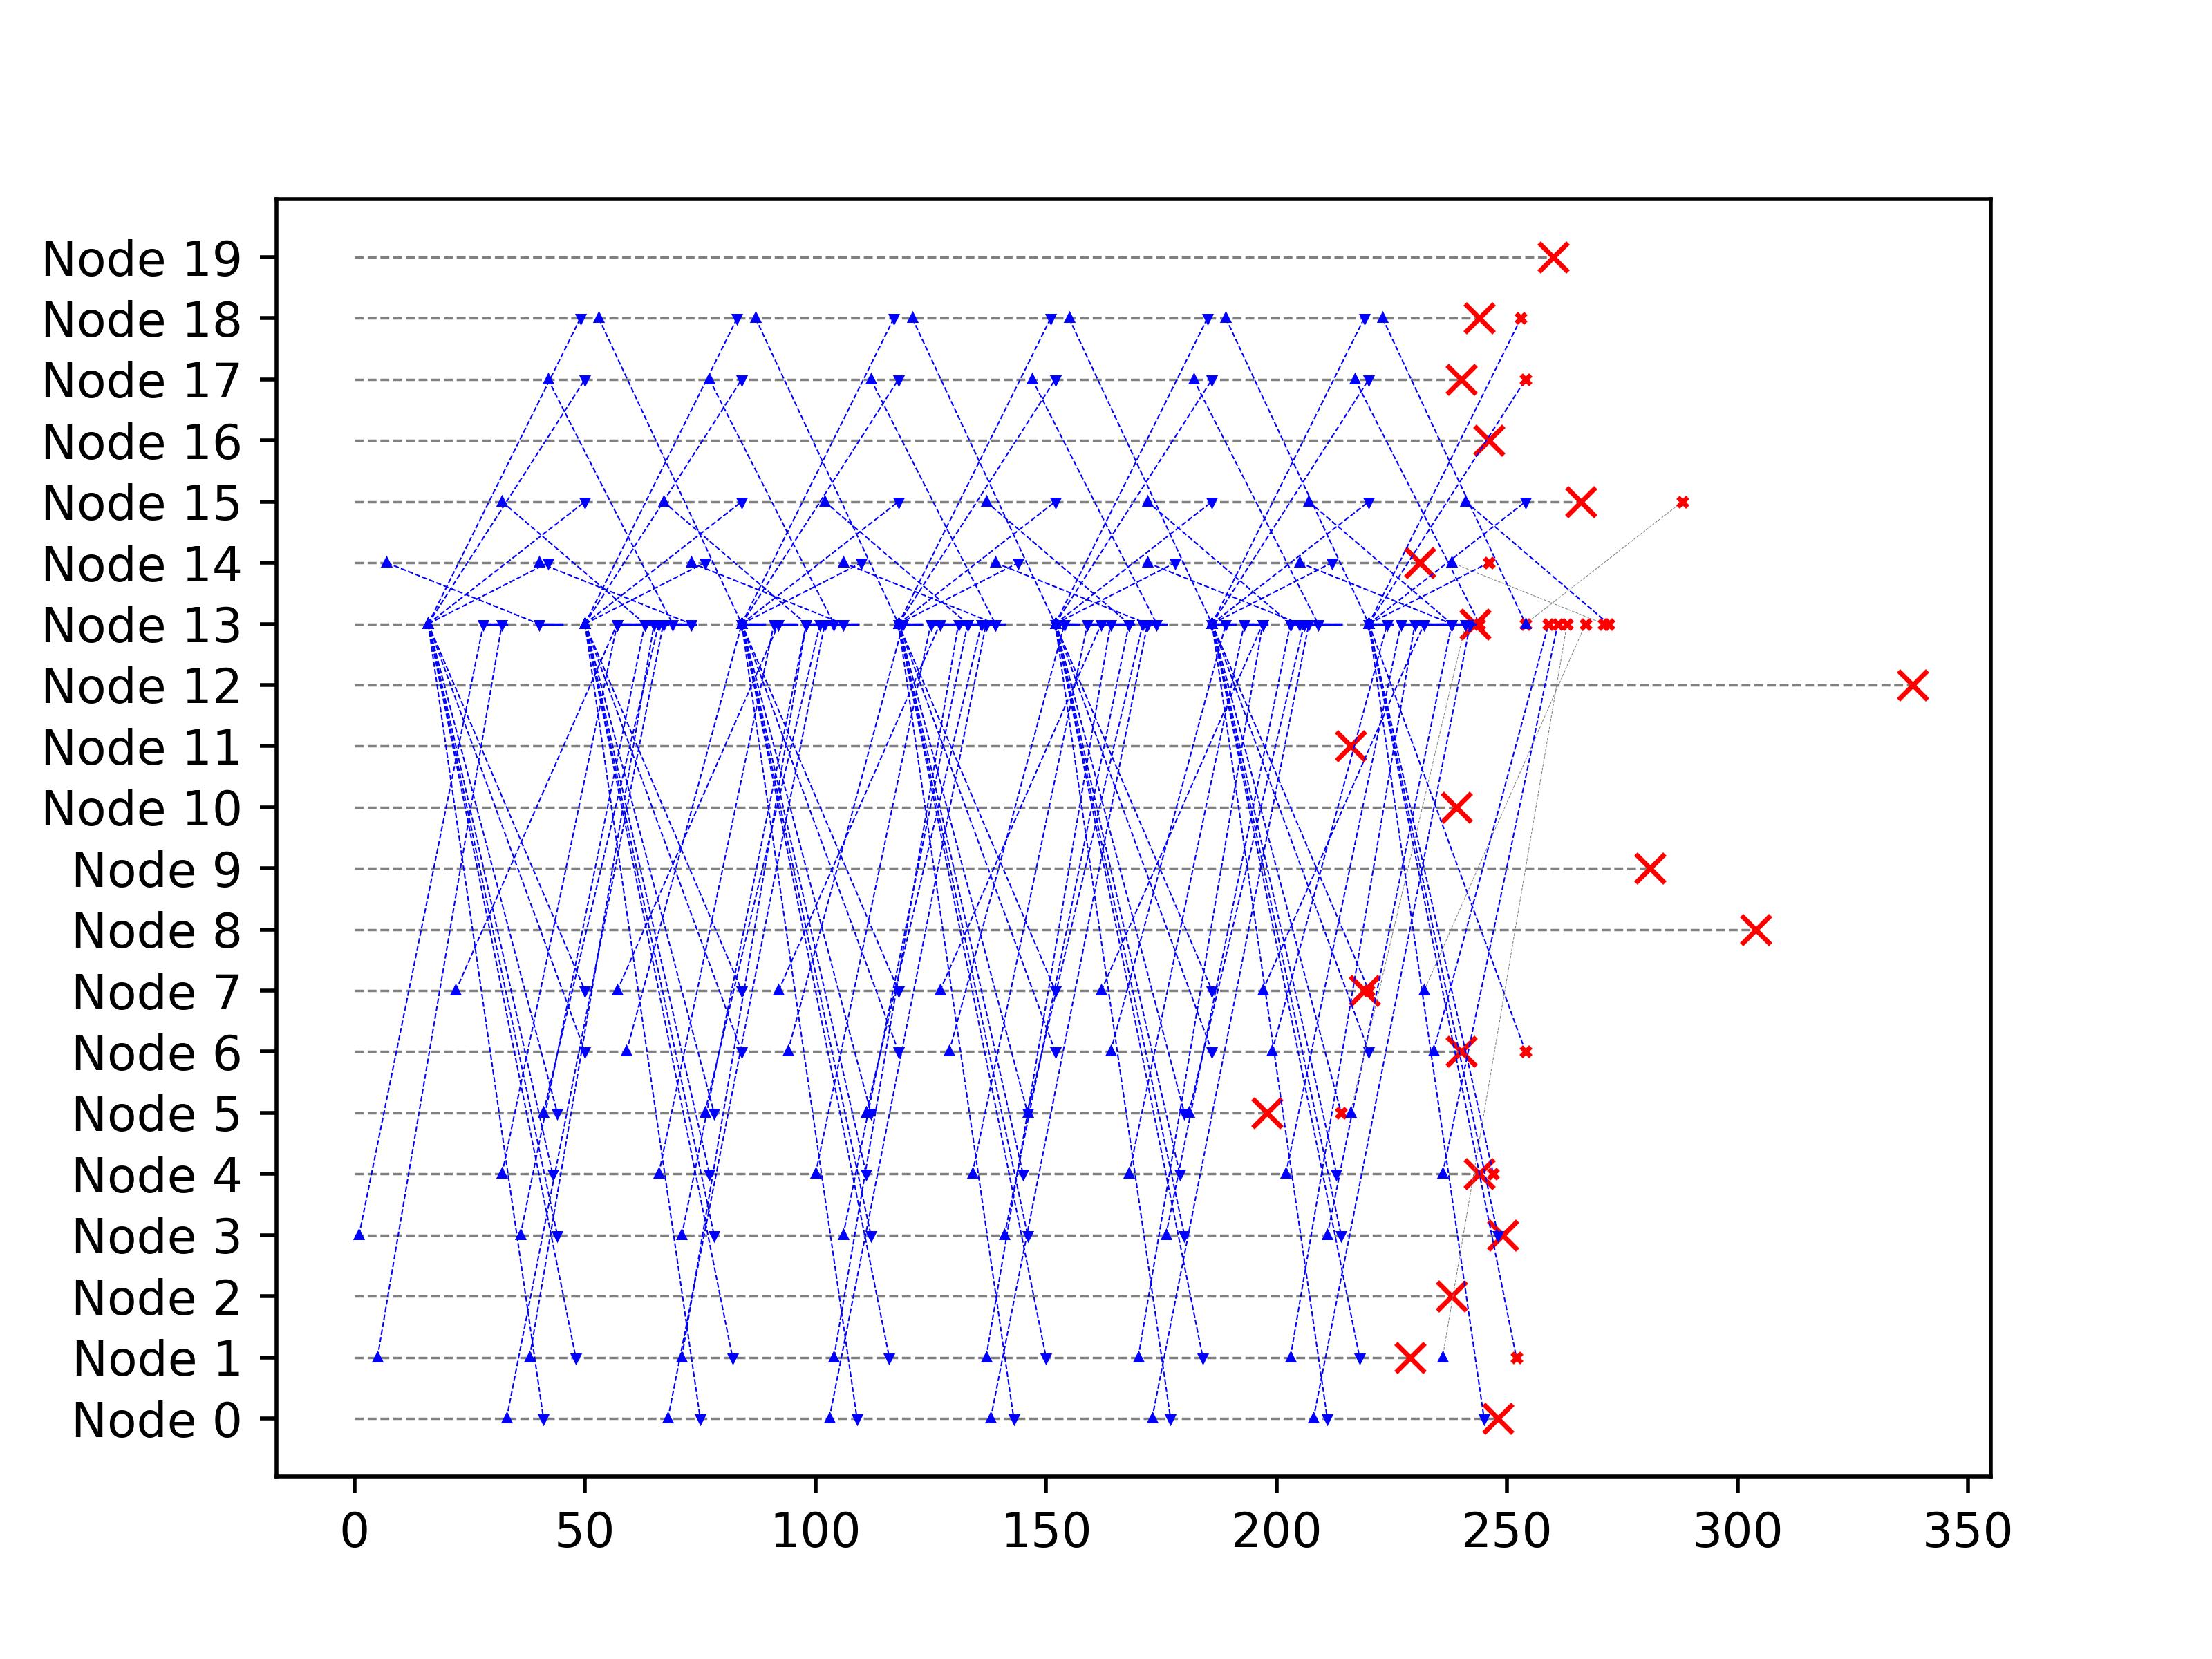 Node 19
Node 18
Node 17
Node 16
Node 15
Node 14
Node 13
Node 12
Node 11
Node 10
Node 9
Node 8
Node 7
Node 6
Node 5
Node 4
Node 3
Node 2
Node 1
Node 0
0 50 100 150 200 250 300 350